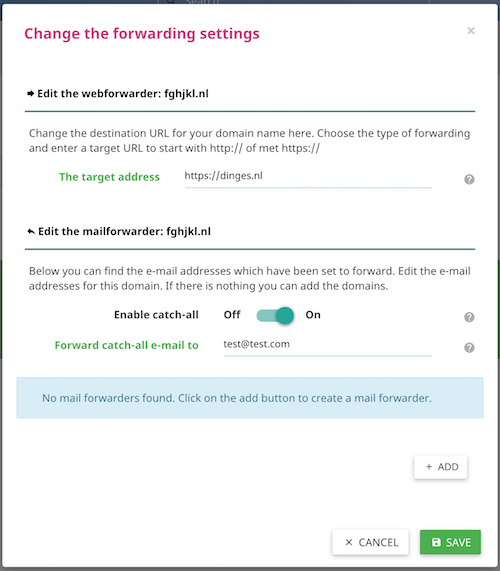 Search
Change the forwarding settings
×
Edit the webforwarder: fghjkl.nl
Change the destination URL for your domain name here. Choose the type of forwarding
and enter a target URL to start with http:// of met https://
The target address https://dinges.nl ?
Edit the mailforwarder: fghjkl.nl
Below you can find the e-mail addresses which have been set to forward. Edit the e-mail
addresses for this domain. If there is nothing you can add the domains.
Enable catch-all Off On ?
Forward catch-all e-mail to test@test.com ?
No mail forwarders found. Click on the add button to create a mail forwarder.
+ ADD
× CANCEL SAVE